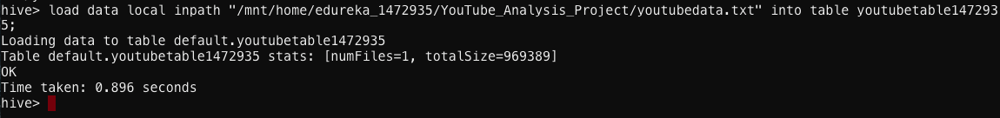 hive> load data local inpath "/mnt/home/edureka_1472935/YouTube_Analysis_Project/youtubedata.txt" into table youtubetable147293
5;
Loading data to table default.youtubetable1472935
Table default.youtubetable1472935 stats: [numFiles=1, totalSize=969389]
OK
Time taken: 0.896 seconds
hive>